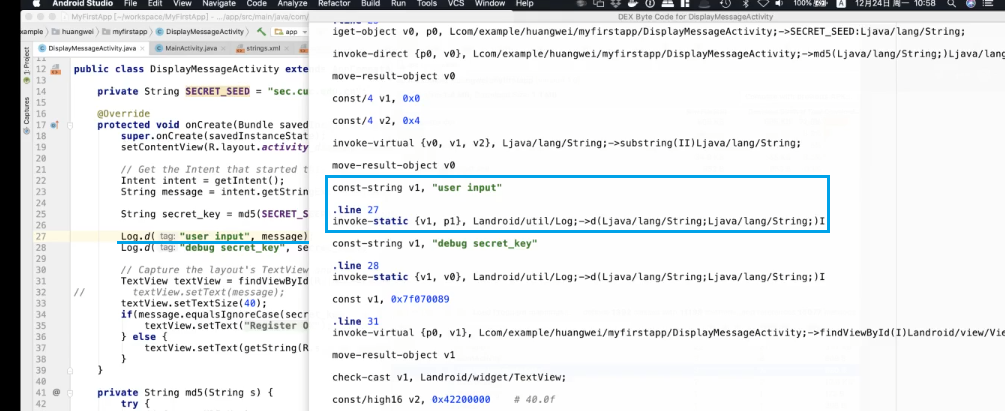 Android Studio File Edit View Navigate Code Analyze Refactor Build Run Tools VCS Window Help 100% A 12月24日 周一 10:58
MyFirstApp [~/workspace/MyFirstApp] - .../app/src/main/java/com/
DEX Byte Code for DisplayMessageActivity
example huangwei myfirstapp DisplayMessageActivity app
DisplayMessageActivity.java MainActivity.java strings.xml
1: Project
Captures
11
12 public class DisplayMessageActivity exte
13
14 private String SECRET_SEED = "sec.cu
15
16 @Override
17 protected void onCreate(Bundle saved
18 super.onCreate(savedInstanceStat
19 setContentView(R.layout.activity
20
21 // Get the Intent that started t
22 Intent intent = getIntent();
23 String message = intent.getStrin
24
25 String secret_key = md5(SECRET_S
26
27 Log.d( tag: "user input", message)
28 Log.d( tag: "debug secret_key", se
29
30 // Capture the layout's TextView
31 TextView textView = findViewById
32 // textView.setText(message);
33 textView.setTextSize(40);
34 if(message.equalsIgnoreCase(secr
35 textView.setText("Register O
36 } else {
37 textView.setText(getString(R
38 }
39 }
40
41 @ private String md5(String s) {
42 try {
.line 25
iget-object v0, p0, Lcom/example/huangwei/myfirstapp/DisplayMessageActivity;->SECRET_SEED:Ljava/lang/String;
invoke-direct {p0, v0}, Lcom/example/huangwei/myfirstapp/DisplayMessageActivity;->md5(Ljava/lang/String;)Ljava/lang
move-result-object v0
const/4 v1, 0x0
const/4 v2, 0x4
invoke-virtual {v0, v1, v2}, Ljava/lang/String;->substring(II)Ljava/lang/String;
move-result-object v0
const-string v1, "user input"
.line 27
invoke-static {v1, p1}, Landroid/util/Log;->d(Ljava/lang/String;Ljava/lang/String;)I
const-string v1, "debug secret_key"
.line 28
invoke-static {v1, v0}, Landroid/util/Log;->d(Ljava/lang/String;Ljava/lang/String;)I
const v1, 0x7f070089
.line 31
invoke-virtual {p0, v1}, Lcom/example/huangwei/myfirstapp/DisplayMessageActivity;->findViewById(I)Landroid/view/Vie
move-result-object v1
check-cast v1, Landroid/widget/TextView;
const/high16 v2, 0x42200000 # 40.0f